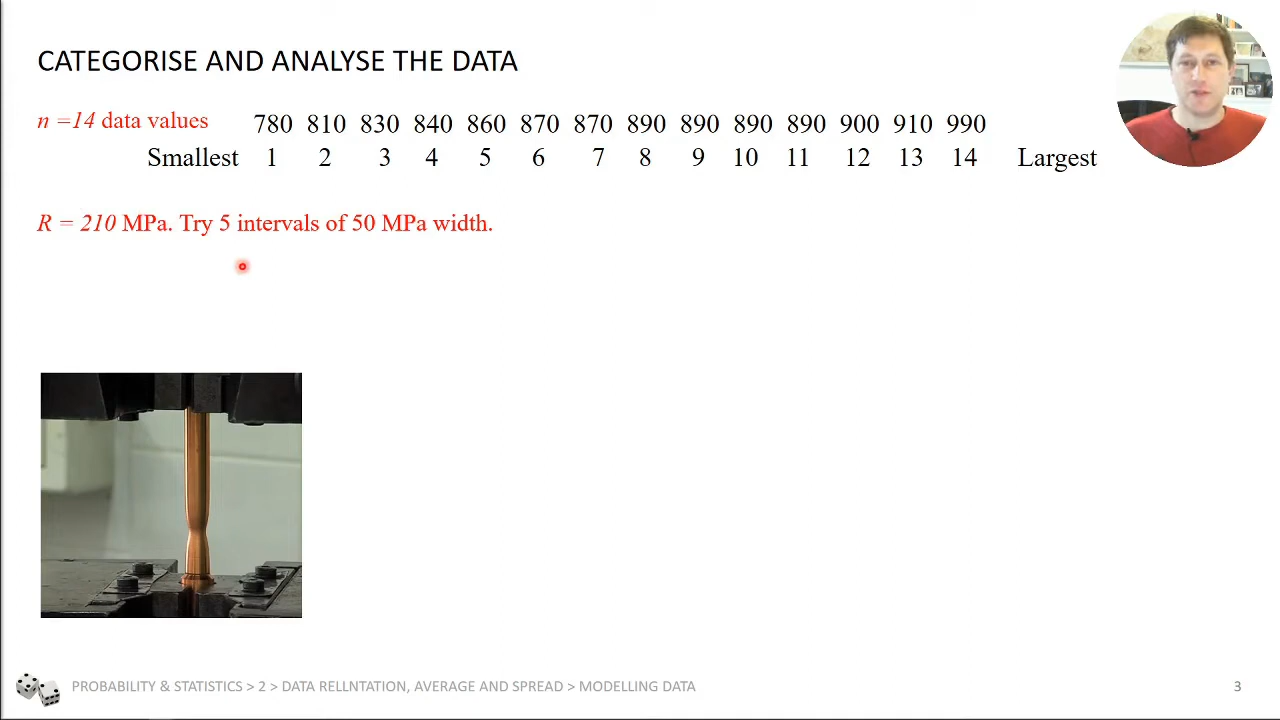 CATEGORISE AND ANALYSE THE DATA
n =14 data values 780 810 830 840 860 870 870 890 890 890 890 900 910 990
Smallest 1 2 3 4 5 6 7 8 9 10 11 12 13 14 Largest
R = 210 MPa. Try 5 intervals of 50 MPa width.
PROBABILITY & STATISTICS > 2 > DATA RELLNTATION, AVERAGE AND SPREAD > MODELLING DATA 3